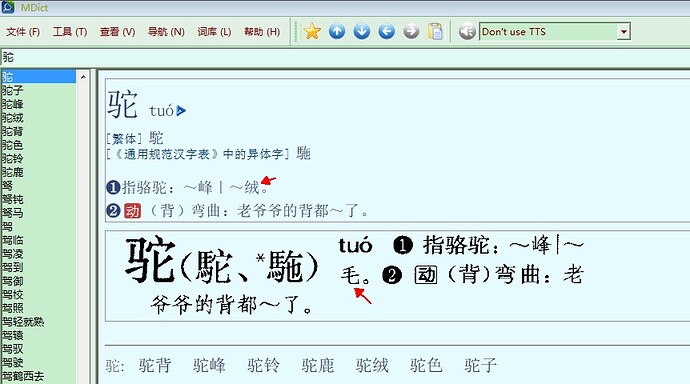 MDict
文件 (F) 工具 (T) 查看 (V) 导航 (N) 词库 (L) 帮助 (H) Don't use TTS
驼
驼
驼子
驼峰
驼绒
驼背
驼色
驼铃
驼鹿
驽
驽钝
驽马
驾
驾临
驾凌
驾到
驾御
驾校
驾照
驾轻就熟
驾辕
驾驭
驾驶
驾鹤西去
驼 tuó
[繁体] 駝
[《通用规范汉字表》中的异体字] 駞
❶指骆驼：～峰｜～绒。
❷ 动 （背）弯曲：老爷爷的背都～了。
驼(駝、*駞) tuó ❶ 指骆驼：～峰｜～
毛。❷ 动 （背）弯曲：老
爷爷的背都～了。
驼: 驼背 驼峰 驼铃 驼鹿 驼绒 驼色 驼子